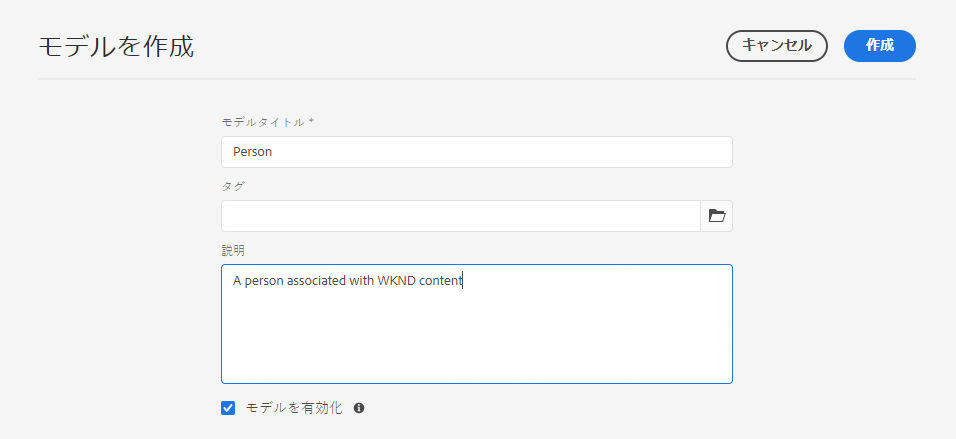 モデルを作成
キャンセル
作成
モデルタイトル *
Person
タグ
説明
A person associated with WKND content
モデルを有効化